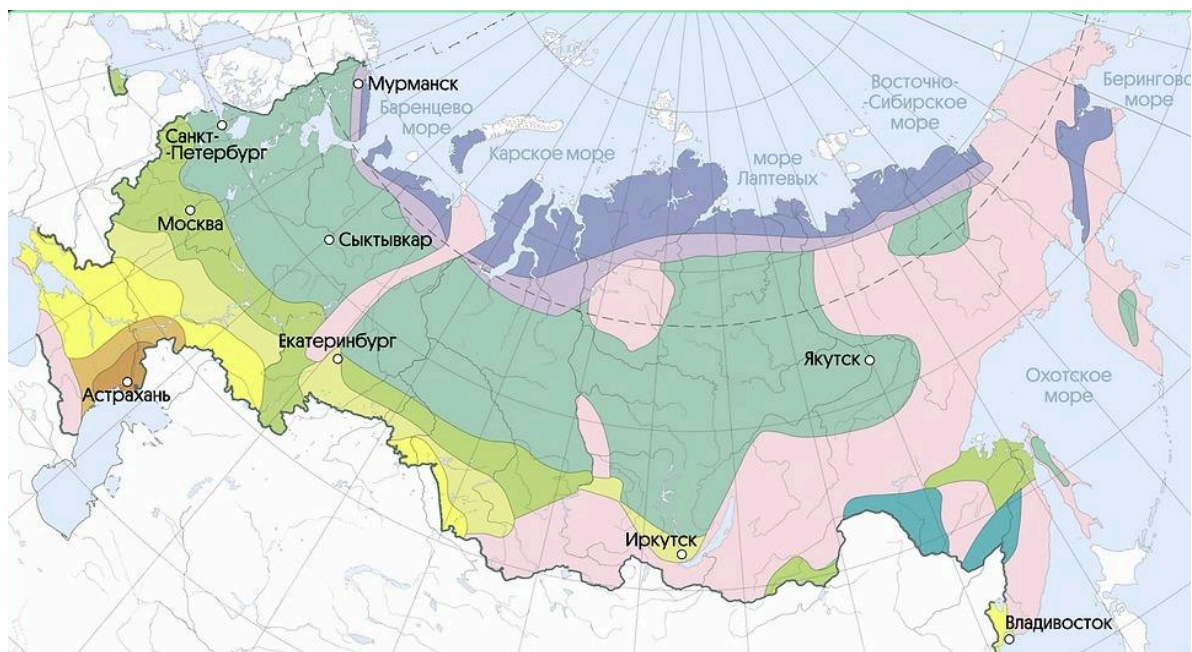 Мурманск
Баренцево
море
Восточно-
-Сибирское
море
Берингово
море
Санкт-
-Петербург
Карское море
море
Лаптевых
Москва
Сыктывкар
Екатеринбург
Якутск
Астрахань
Охотское
море
Иркутск
Владивосток